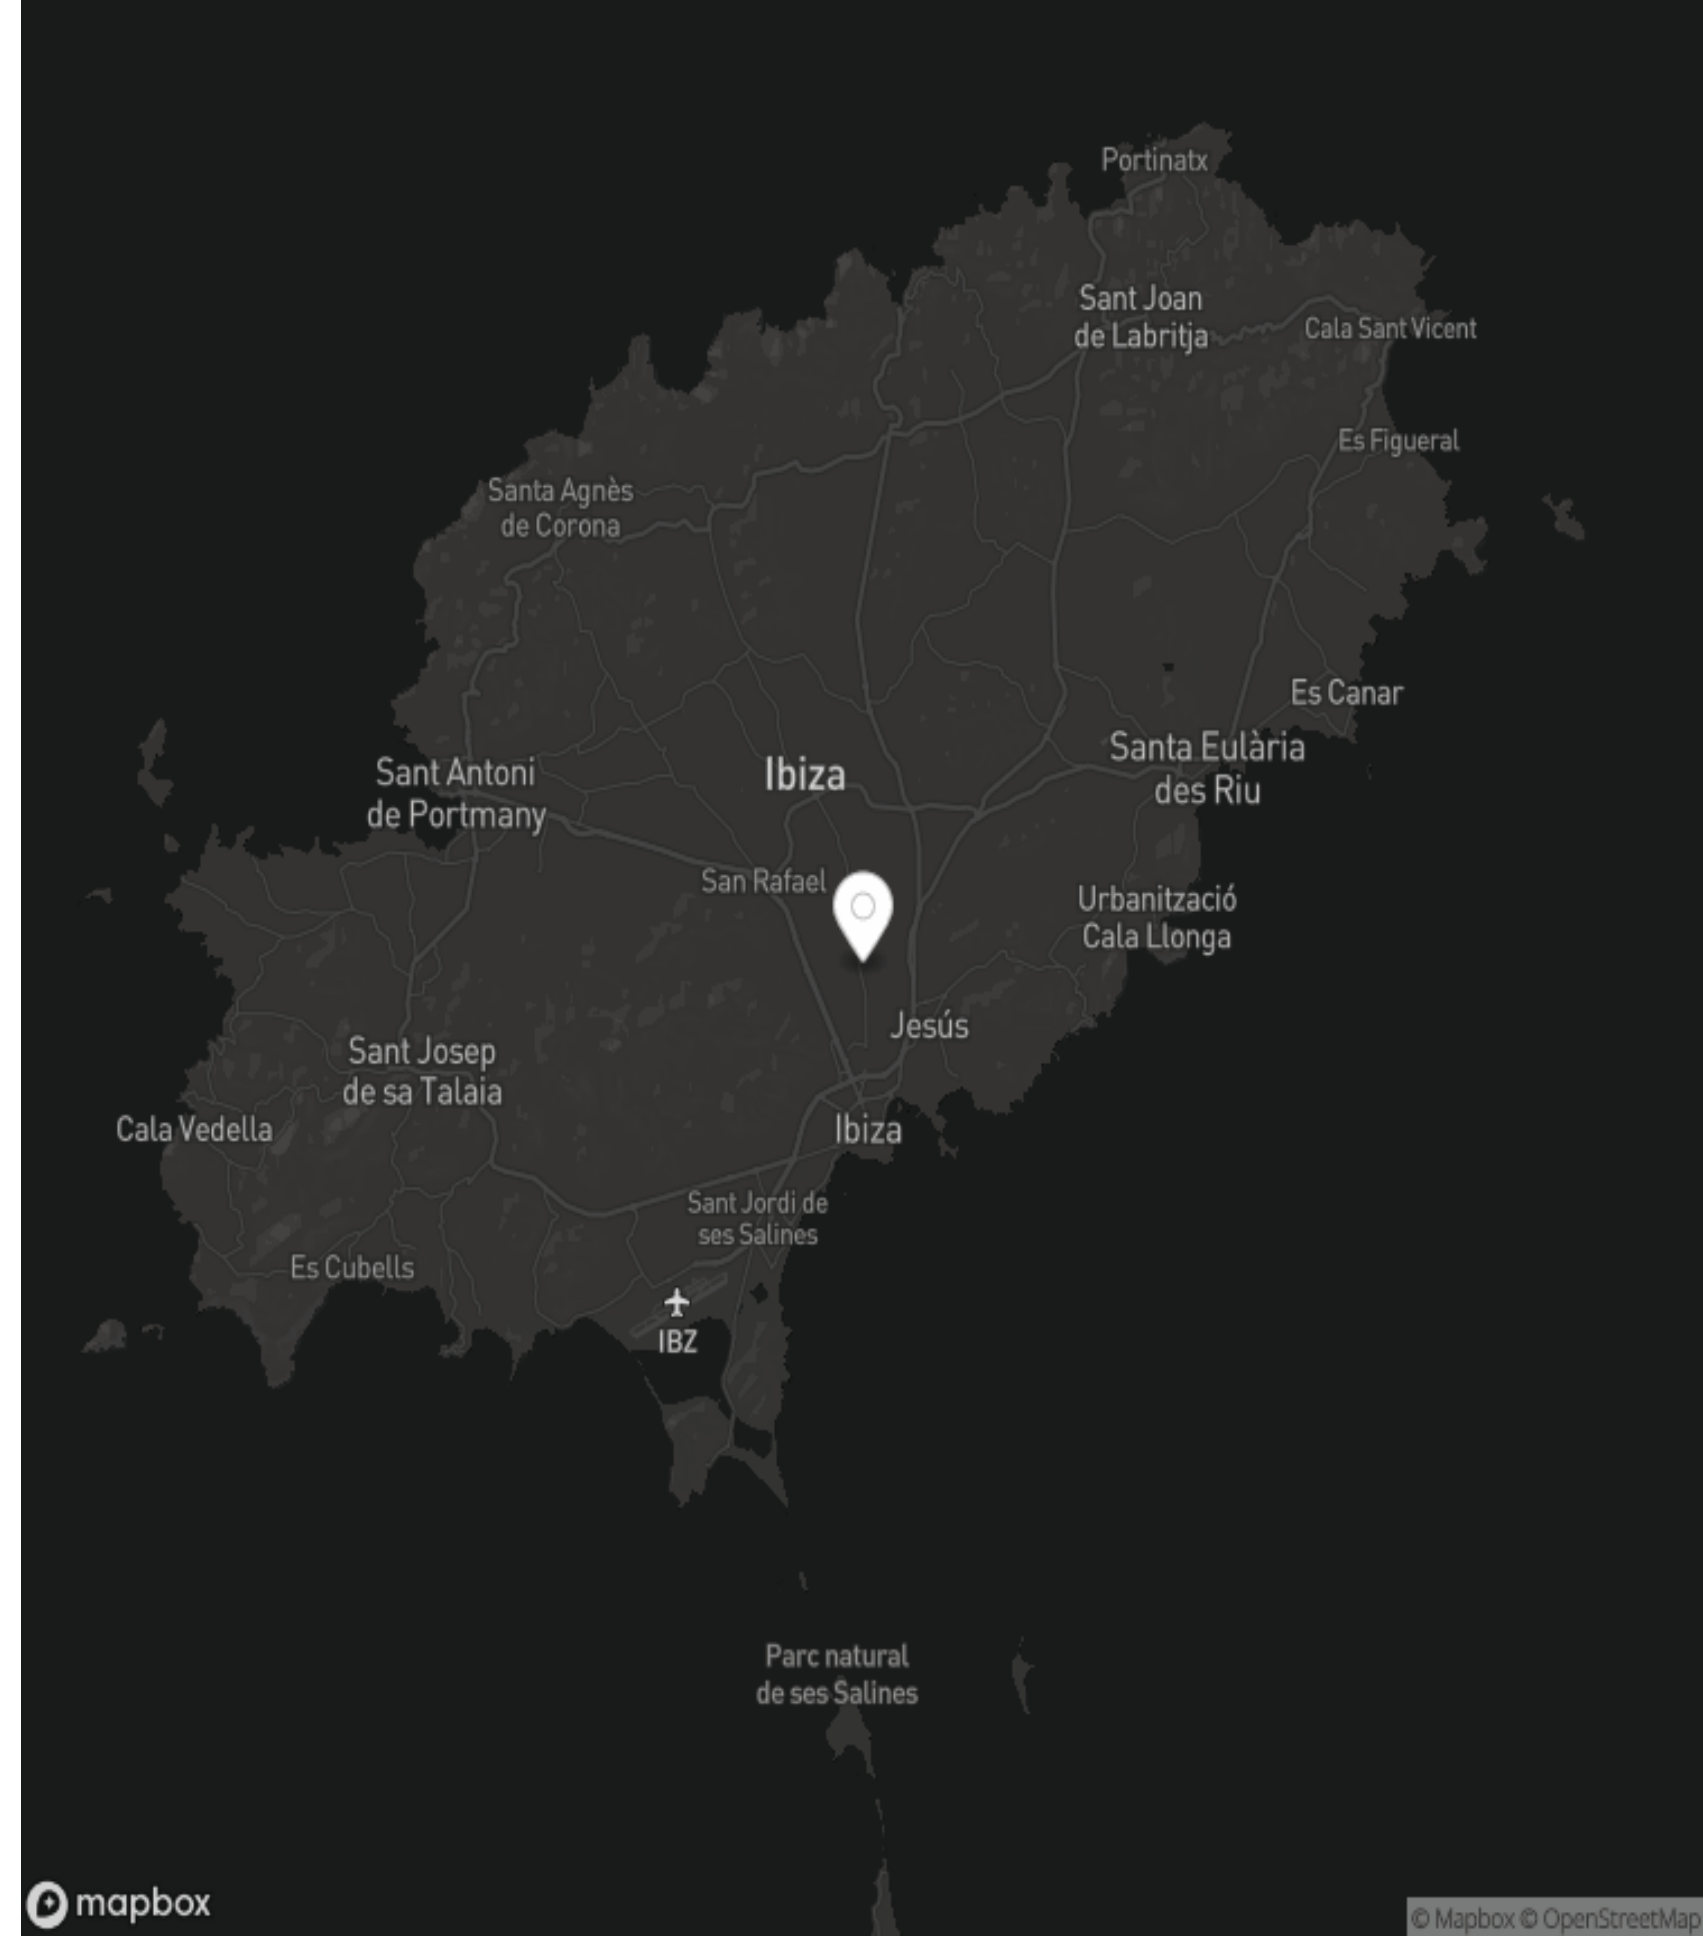 Portinatx
Sant Joan
de Labritja
Cala Sant Vicent
Es Figueral
Santa Agnès
de Corona
Es Canar
Santa Eulària
des Riu
Ibiza
Sant Antoni
de Portmany
San Rafael
Urbanització
Cala Llonga
Jesús
Sant Josep
de sa Talaia
Cala Vedella
Ibiza
Sant Jordi de
ses Salines
Es Cubells
IBZ
Parc natural
de ses Salines
mapbox
© Mapbox © OpenStreetMap